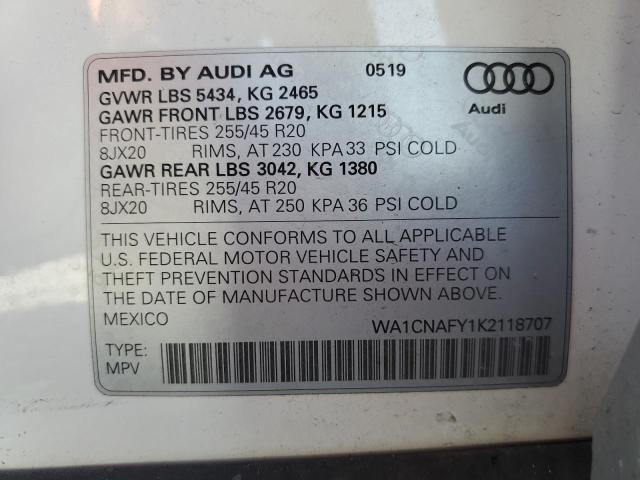 MFD. BY AUDI AG 0519
GVWR LBS 5434, KG 2465
GAWR FRONT LBS 2679, KG 1215
FRONT-TIRES 255/45 R20
8JX20 RIMS, AT 230 KPA 33 PSI COLD
GAWR REAR LBS 3042, KG 1380
REAR-TIRES 255/45 R20
8JX20 RIMS, AT 250 KPA 36 PSI COLD
Audi
THIS VEHICLE CONFORMS TO ALL APPLICABLE
U.S. FEDERAL MOTOR VEHICLE SAFETY AND
THEFT PREVENTION STANDARDS IN EFFECT ON
THE DATE OF MANUFACTURE SHOWN ABOVE.
MEXICO WA1CNAFY1K2118707
TYPE:
MPV